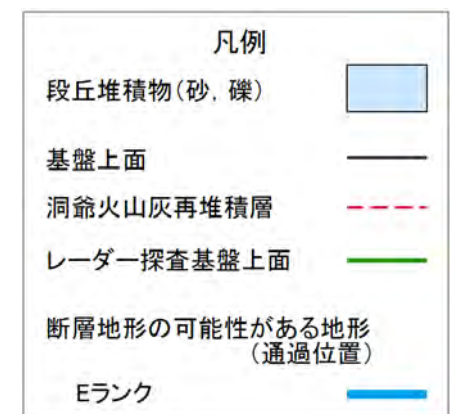 凡例
段丘堆積物(砂，礫)
基盤上面
洞爺火山灰再堆積層
レーダー探査基盤上面
断層地形の可能性がある地形
(通過位置)
Eランク